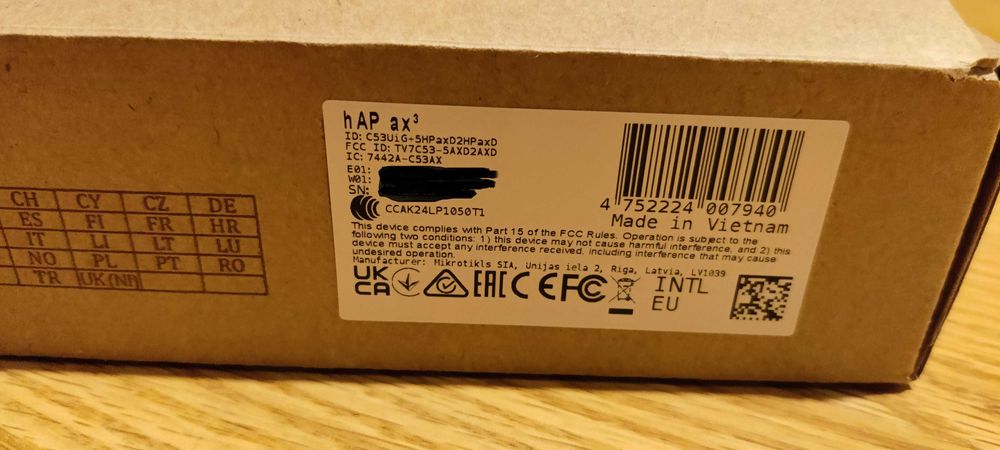 hAP ax³
ID: C53UiG+5HPaxD2HPaxD
FCC ID: TV7C53-5AXD2AXD
IC: 7442A-C53AX
E01:
W01:
SN:
CCAK24LP1050T1
4 752224 007940
Made in Vietnam
This device complies with Part 15 of the FCC Rules. Operation is subject to the
following two conditions: 1) this device may not cause harmful interference, and 2) this
device must accept any interference received, including interference that may cause
undesired operation.
Manufacturer: Mikrotikls SIA, Unijas iela 2, Riga, Latvia, LV1039
UK CA EAC CE FC INTL
EU
CH CY CZ DE
ES FI FR HR
IT LI LT LU
NO PL PT RO
TR UK(NI)